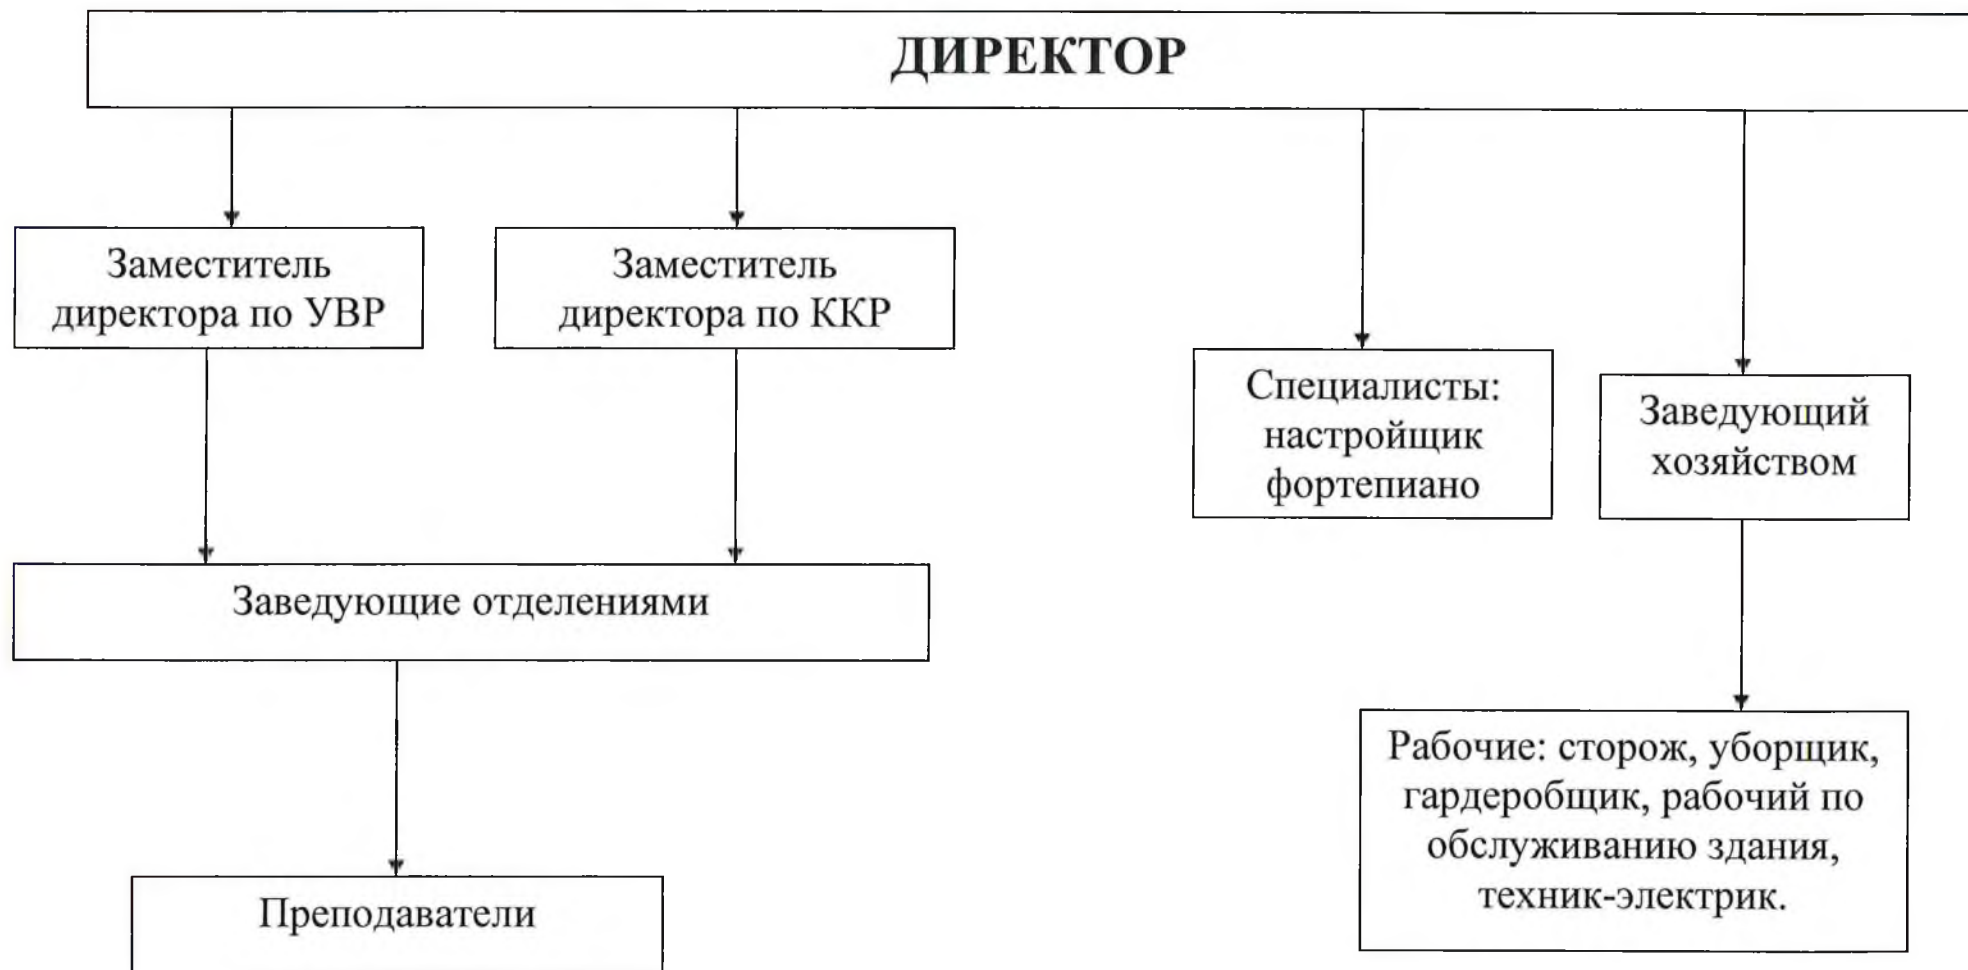 ДИРЕКТОР
Заместитель
директора по УВР
Заместитель
директора по ККР
Специалисты:
настройщик
фортепиано
Заведующий
хозяйством
Заведующие отделениями
Рабочие: сторож, уборщик,
гардеробщик, рабочий по
обслуживанию здания,
техник-электрик.
Преподаватели